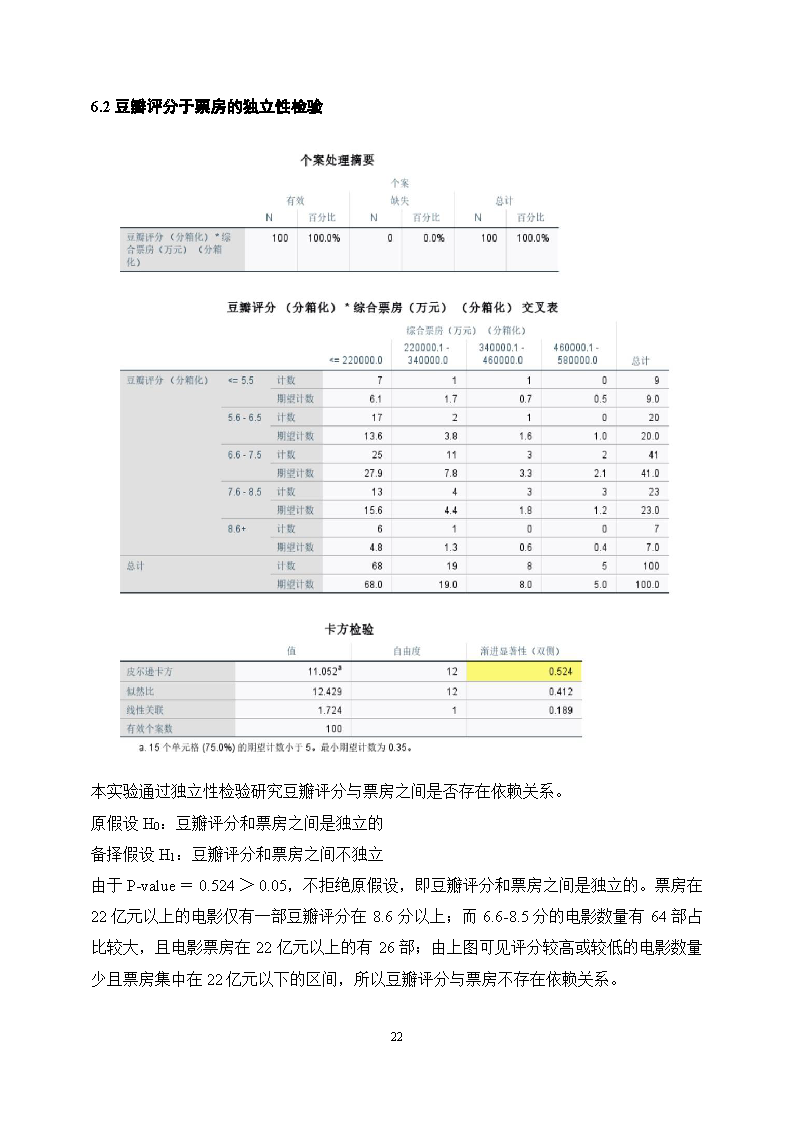 6.2 豆瓣评分于票房的独立性检验
个案处理摘要
个案
有效 缺失 总计
N 百分比 N 百分比 N 百分比
豆瓣评分 （分箱化） * 综 100 100.0% 0 0.0% 100 100.0%
合票房（万元） （分箱
化）
豆瓣评分 （分箱化） * 综合票房（万元） （分箱化） 交叉表
综合票房（万元） （分箱化）
<= 220000.0 220000.1 - 340000.0 340000.1 - 460000.0 460000.1 - 580000.0 总计
豆瓣评分（分箱化） <= 5.5 计数 7 1 1 0 9
期望计数 6.1 1.7 0.7 0.5 9.0
5.6 - 6.5 计数 17 2 1 0 20
期望计数 13.6 3.8 1.6 1.0 20.0
6.6 - 7.5 计数 25 11 3 2 41
期望计数 27.9 7.8 3.3 2.1 41.0
7.6 - 8.5 计数 13 4 3 3 23
期望计数 15.6 4.4 1.8 1.2 23.0
8.6+ 计数 6 1 0 0 7
期望计数 4.8 1.3 0.6 0.4 7.0
总计 计数 68 19 8 5 100
期望计数 68.0 19.0 8.0 5.0 100.0
卡方检验
值 自由度 渐进显著性（双侧）
皮尔逊卡方 11.052ª 12 0.524
似然比 12.429 12 0.412
线性关联 1.724 1 0.189
有效个案数 100
a. 15 个单元格 (75.0%) 的期望计数小于 5。最小期望计数为 0.35。
本实验通过独立性检验研究豆瓣评分与票房之间是否存在依赖关系。
原假设 H₀：豆瓣评分和票房之间是独立的
备择假设 H₁：豆瓣评分和票房之间不独立
由于 P-value = 0.524＞0.05，不拒绝原假设，即豆瓣评分和票房之间是独立的。票房在
22 亿元以上的电影仅有一部豆瓣评分在 8.6 分以上；而 6.6-8.5 分的电影数量有 64 部占
比较大，且电影票房在 22 亿元以上的有 26 部；由上图可见评分较高或较低的电影数量
少且票房集中在 22 亿元以下的区间，所以豆瓣评分与票房不存在依赖关系。
22